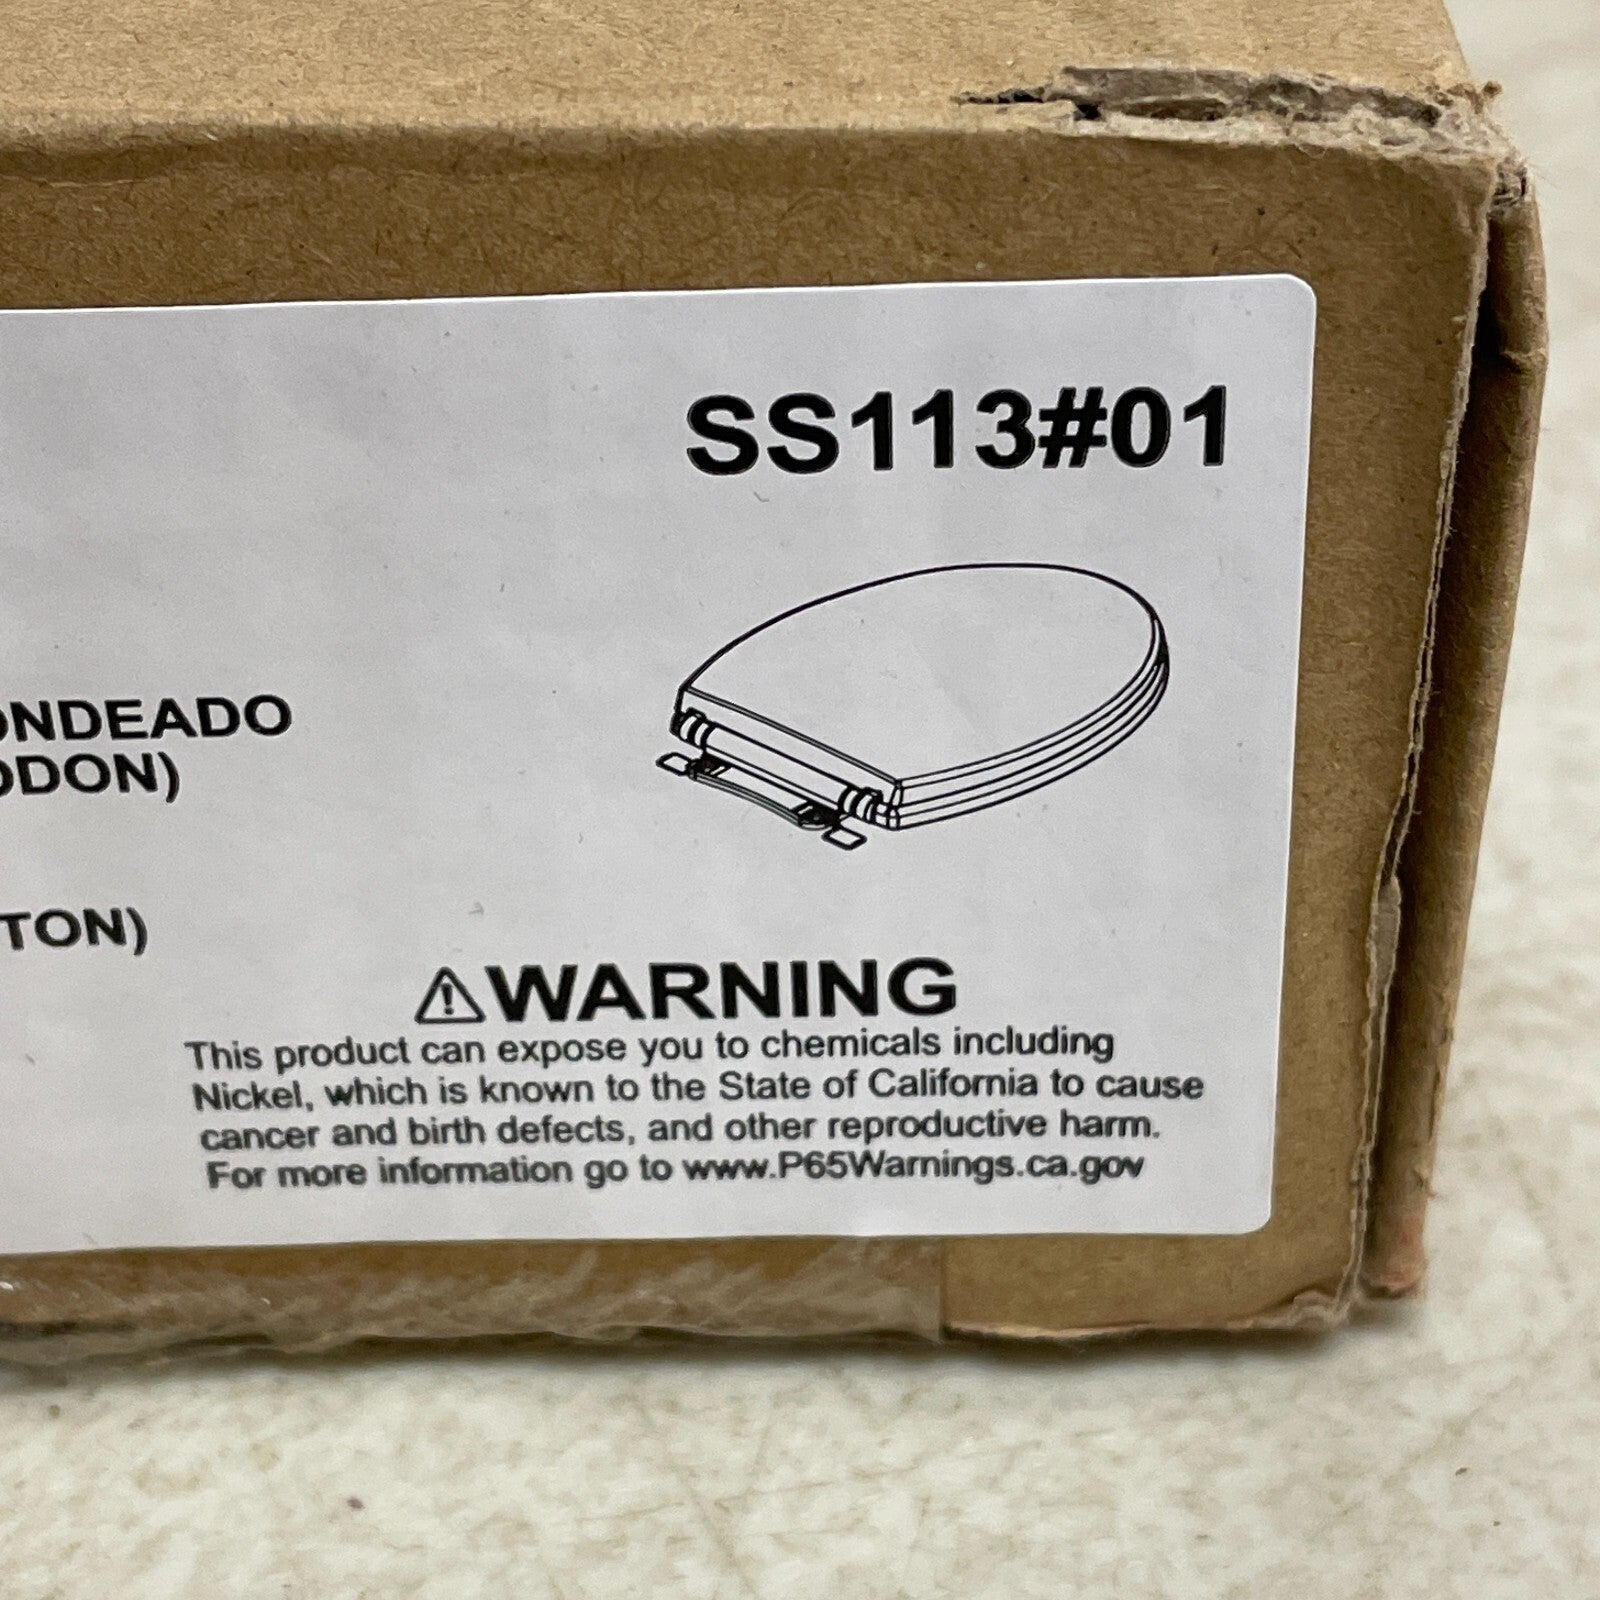 SS113#01
ONDEADO
ODON)
TON)
⚠WARNING
This product can expose you to chemicals including
Nickel, which is known to the State of California to cause
cancer and birth defects, and other reproductive harm.
For more information go to www.P65Warnings.ca.gov